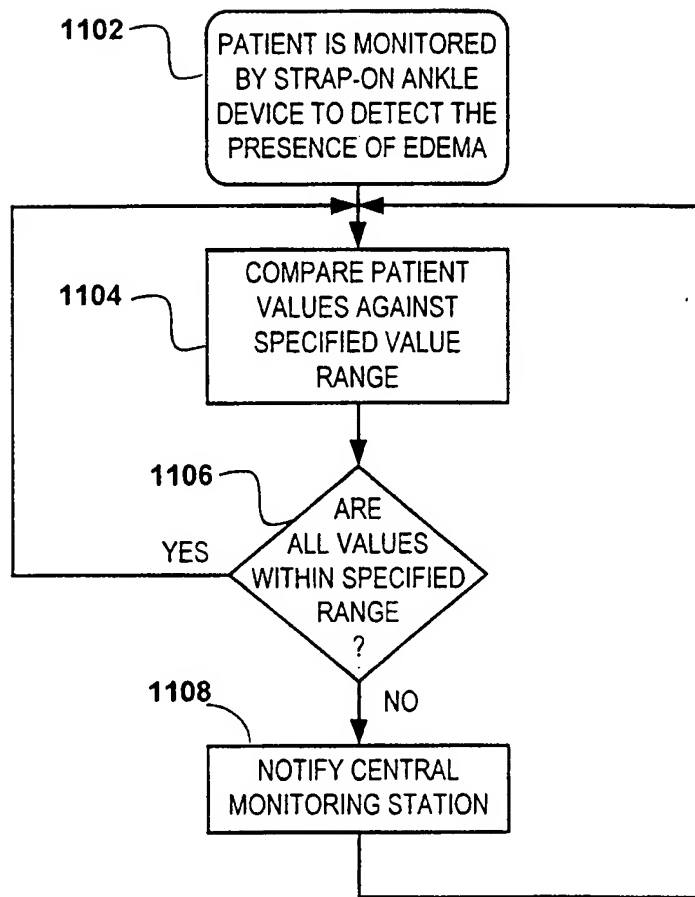 1102
PATIENT IS MONITORED
BY STRAP-ON ANKLE
DEVICE TO DETECT THE
PRESENCE OF EDEMA
1104
COMPARE PATIENT
VALUES AGAINST
SPECIFIED VALUE
RANGE
1106
ARE
ALL VALUES
WITHIN SPECIFIED
RANGE
?
YES
NO
1108
NOTIFY CENTRAL
MONITORING STATION